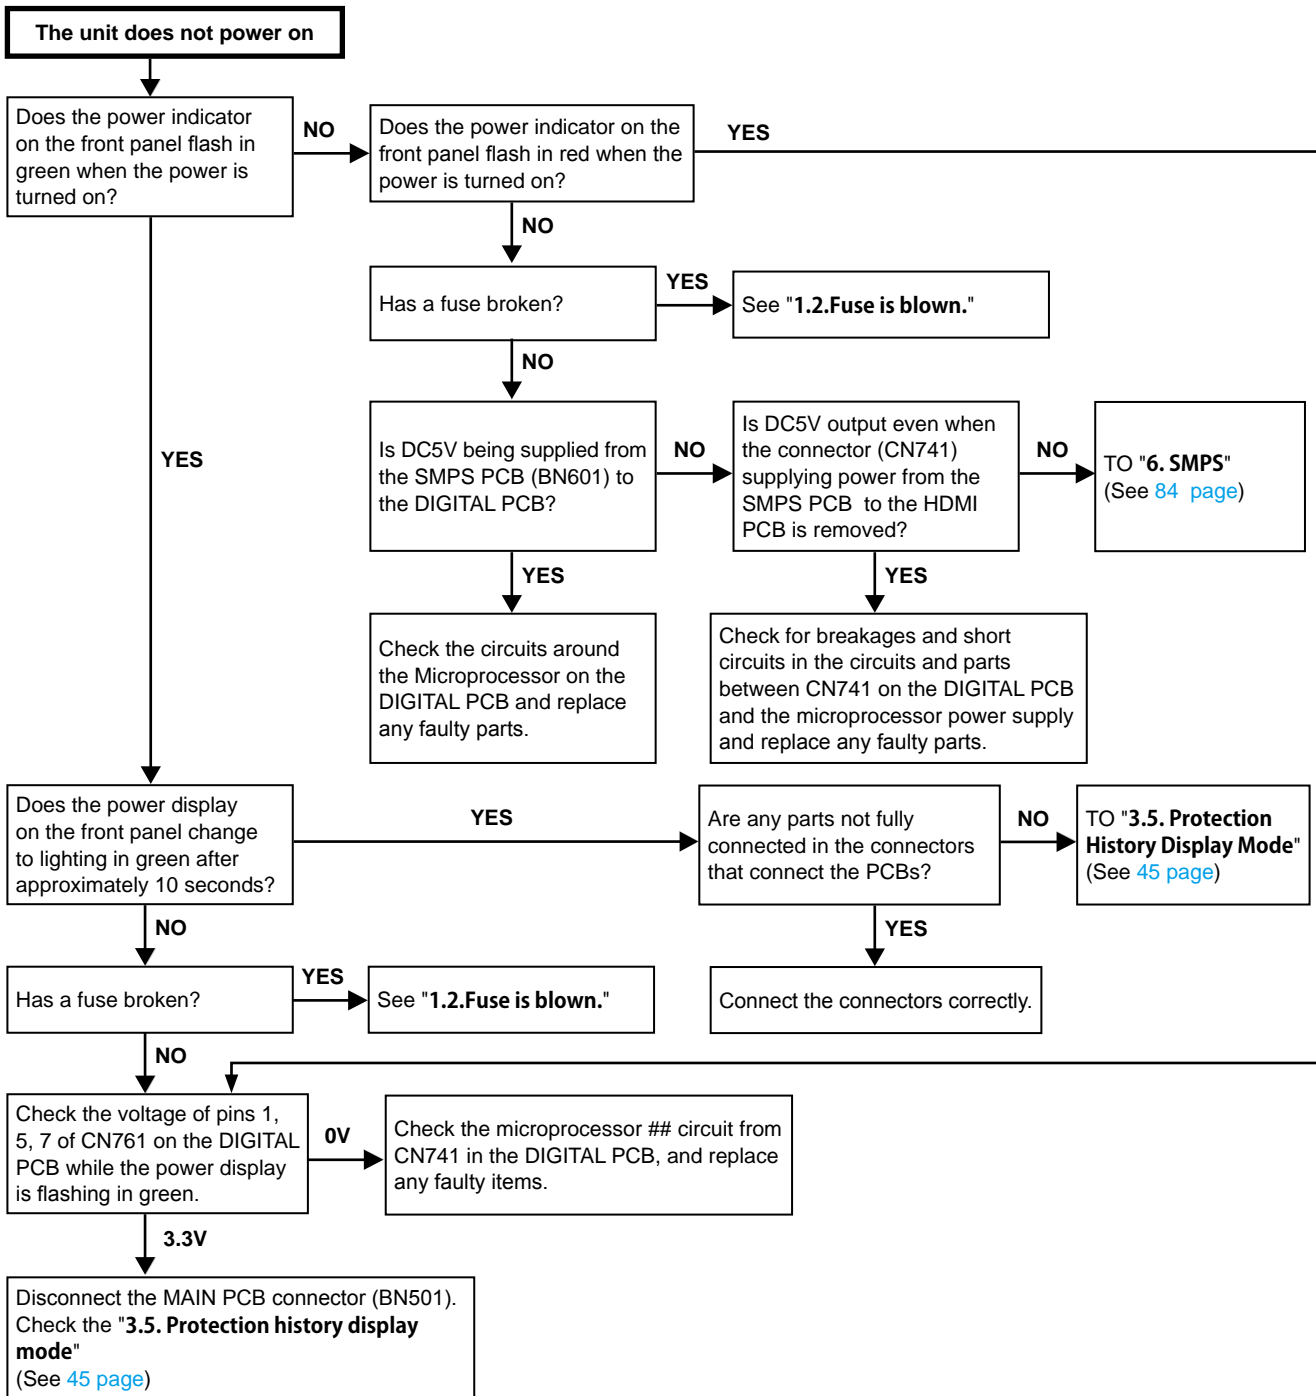 The unit does not power on
Does the power indicator
on the front panel flash in
green when the power is
turned on?
NO
Does the power indicator on the
front panel flash in red when the
power is turned on?
YES
NO
Has a fuse broken?
YES
See "1.2.Fuse is blown."
NO
YES
Is DC5V being supplied from
the SMPS PCB (BN601) to
the DIGITAL PCB?
NO
Is DC5V output even when
the connector (CN741)
supplying power from the
SMPS PCB to the HDMI
PCB is removed?
NO
TO "6. SMPS"
(See 84 page)
YES
YES
Check the circuits around
the Microprocessor on the
DIGITAL PCB and replace
any faulty parts.
Check for breakages and short
circuits in the circuits and parts
between CN741 on the DIGITAL PCB
and the microprocessor power supply
and replace any faulty parts.
Does the power display
on the front panel change
to lighting in green after
approximately 10 seconds?
YES
Are any parts not fully
connected in the connectors
that connect the PCBs?
NO
TO "3.5. Protection
History Display Mode"
(See 45 page)
NO
YES
Has a fuse broken?
YES
See "1.2.Fuse is blown."
Connect the connectors correctly.
NO
Check the voltage of pins 1,
5, 7 of CN761 on the DIGITAL
PCB while the power display
is flashing in green.
0V
Check the microprocessor ## circuit from
CN741 in the DIGITAL PCB, and replace
any faulty items.
3.3V
Disconnect the MAIN PCB connector (BN501).
Check the "3.5. Protection history display
mode"
(See 45 page)